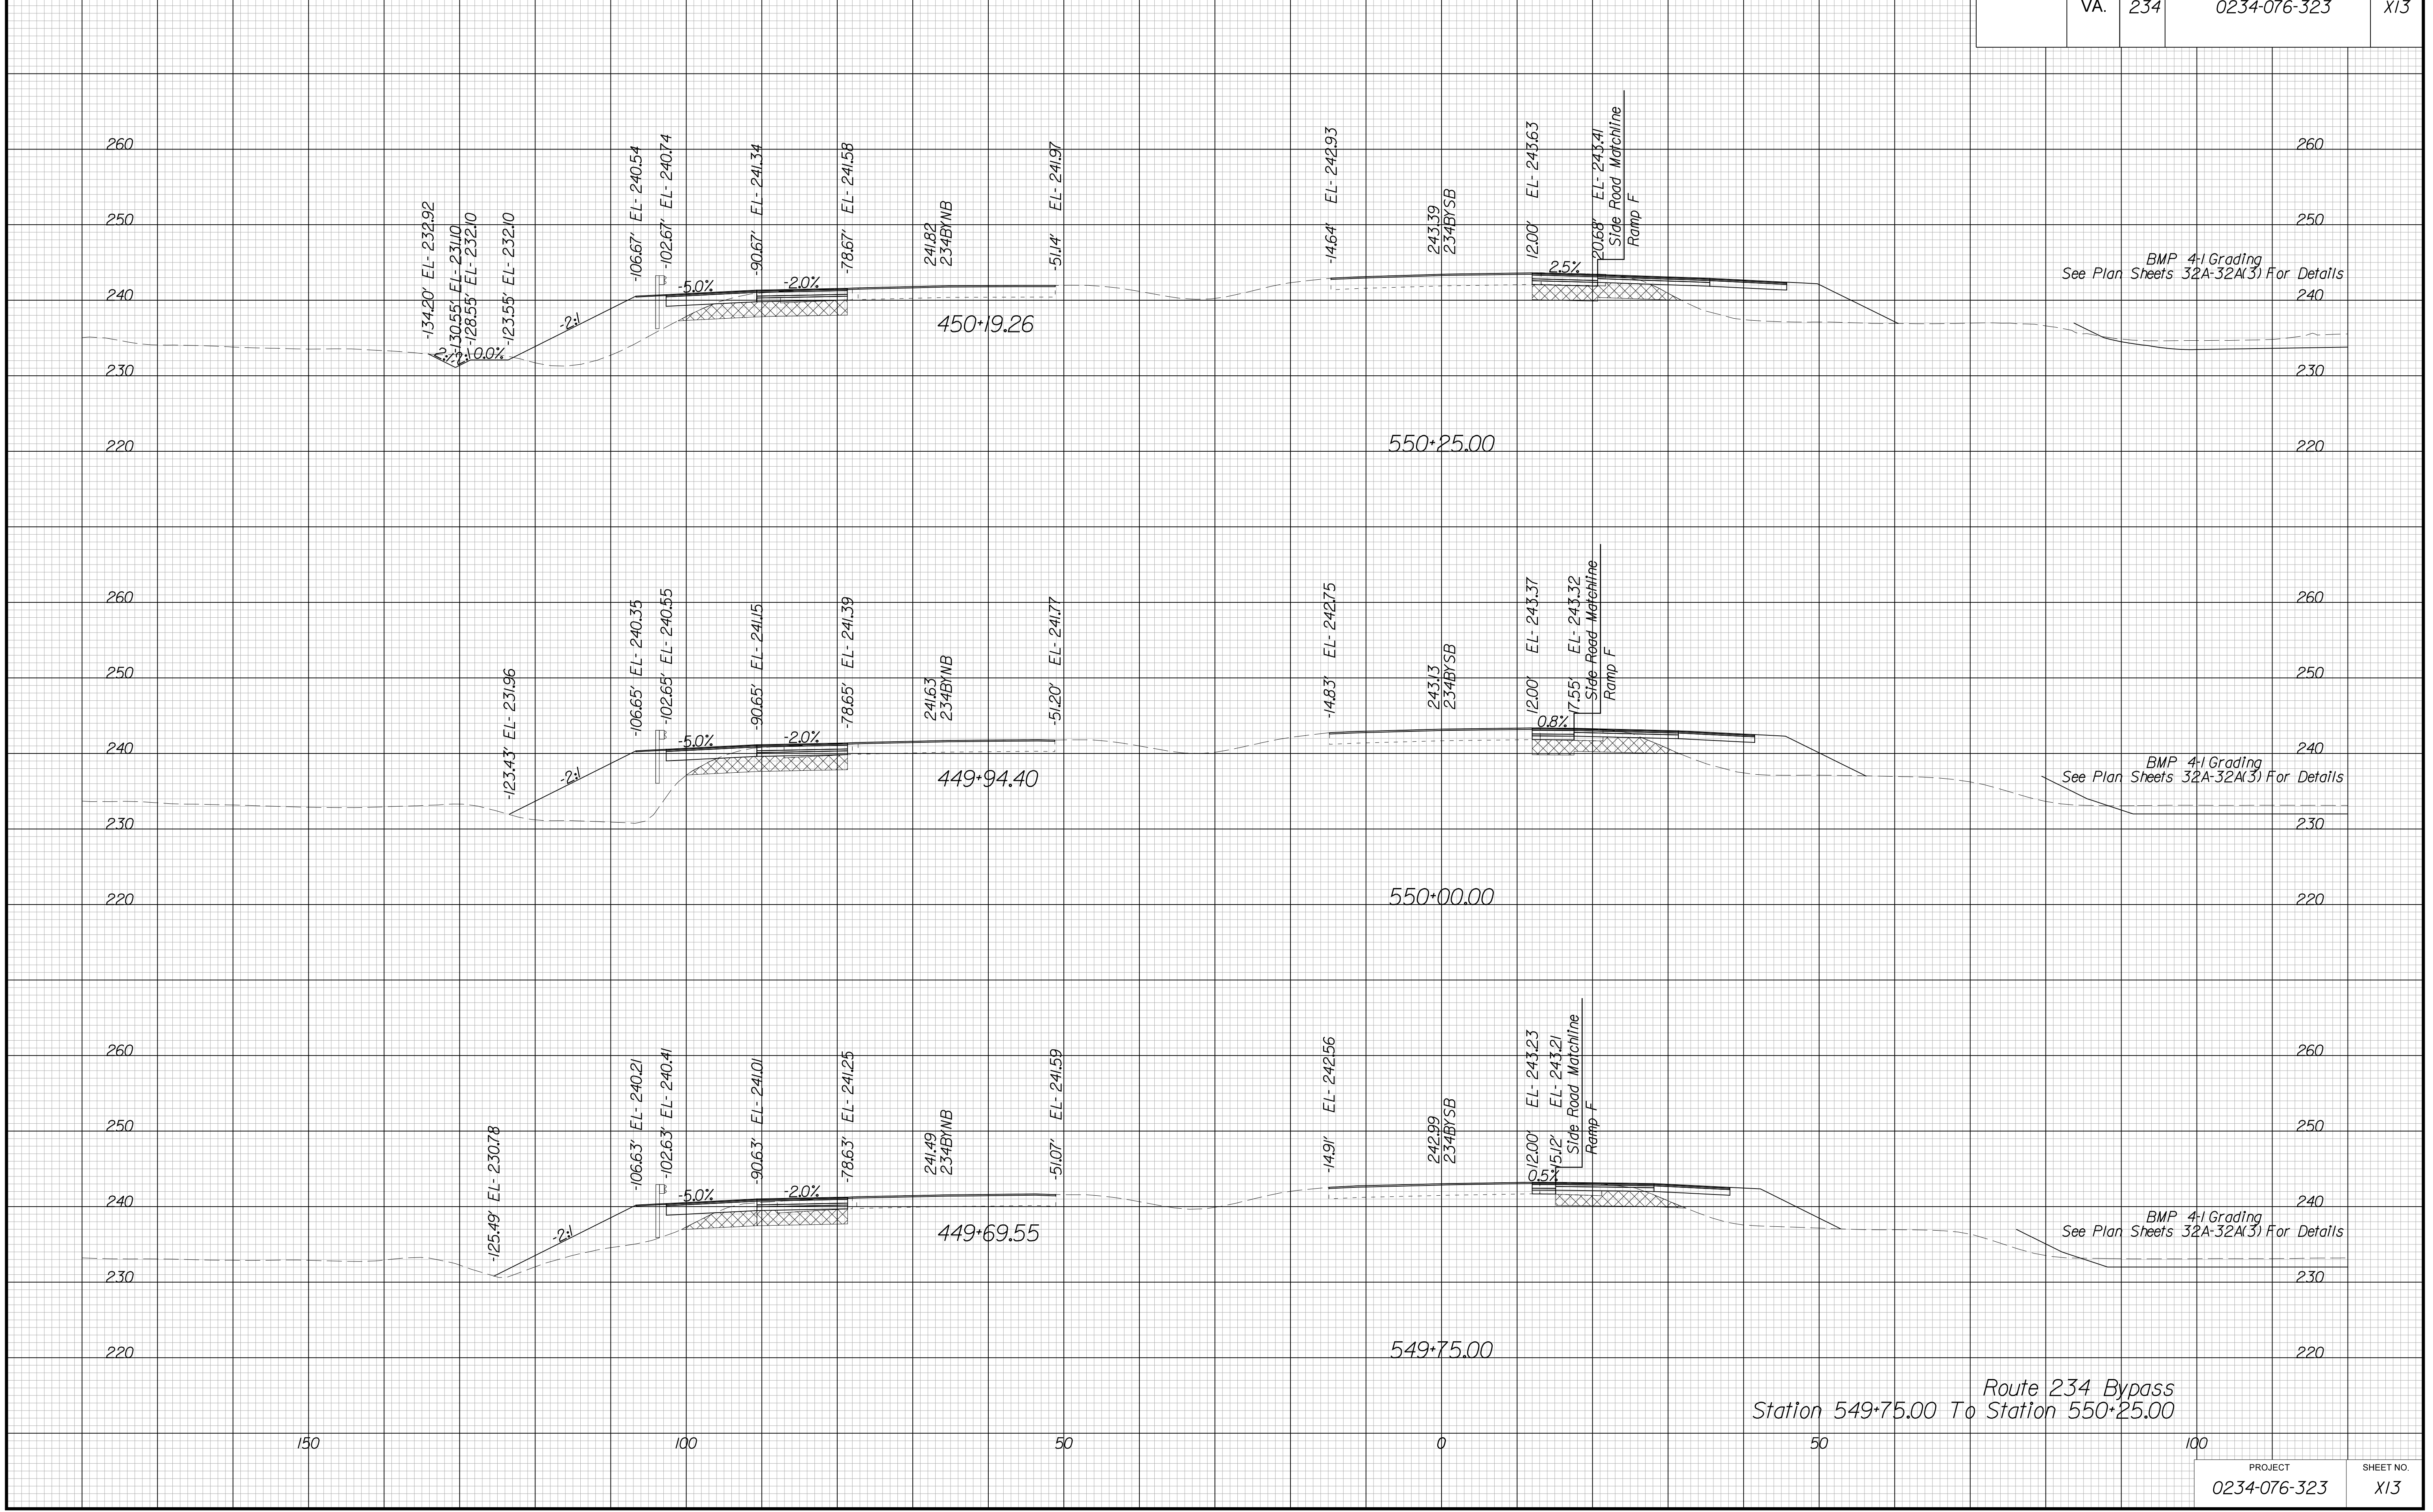 VA. 234 0234-076-323 X13
260 260
-134.20' EL- 232.92
-130.55' EL- 231.10
-128.55' EL- 232.10
-123.55' EL- 232.10
-106.67' EL- 240.54
-102.67' EL- 240.74
-90.67' EL- 241.34
-78.67' EL- 241.58
241.82
234BYNB
-51.14' EL- 241.97
-14.64' EL- 242.93
243.39
234BYSB
12.00' EL- 243.63
20.68' EL- 243.41
Side Road Matchline
Ramp F
250 250
BMP 4-1 Grading
See Plan Sheets 32A-32A(3) For Details
2.5%
-5.0% -2.0%
240 240
-2:1
450+19.26
2:1 -2:1 0.0%
230 230
220 550+25.00 220
260 260
-123.43' EL- 231.96
-106.65' EL- 240.35
-102.65' EL- 240.55
-90.65' EL- 241.15
-78.65' EL- 241.39
241.63
234BYNB
-51.20' EL- 241.77
-14.83' EL- 242.75
243.13
234BYSB
12.00' EL- 243.37
17.55' EL- 243.32
Side Road Matchline
Ramp F
250 250
0.8%
-5.0% -2.0%
240 240
BMP 4-1 Grading
See Plan Sheets 32A-32A(3) For Details
-2:1
449+94.40
230 230
220 550+00.00 220
260 260
-125.49' EL- 230.78
-106.63' EL- 240.21
-102.63' EL- 240.41
-90.63' EL- 241.01
-78.63' EL- 241.25
241.49
234BYNB
-51.07' EL- 241.59
-14.91' EL- 242.56
242.99
234BYSB
12.00' EL- 243.23
15.12' EL- 243.21
Side Road Matchline
Ramp F
250 250
0.5%
-5.0% -2.0%
240 240
BMP 4-1 Grading
See Plan Sheets 32A-32A(3) For Details
-2:1
449+69.55
230 230
220 549+75.00 220
Route 234 Bypass
Station 549+75.00 To Station 550+25.00
150 100 50 0 50 100
PROJECT SHEET NO.
0234-076-323 X13